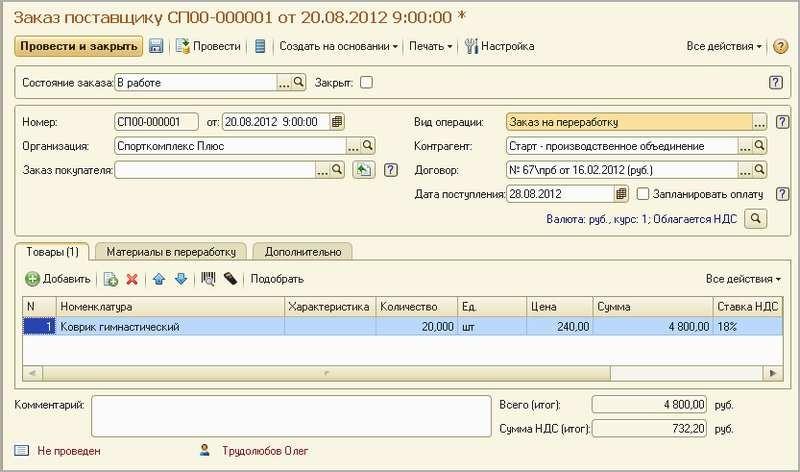 Заказ поставщику СП00-000001 от 20.08.2012 9:00:00 *
Провести и закрыть Провести Создать на основании Печать Настройка Все действия ?
Состояние заказа: В работе ... Закрыт: ?
Номер: СП00-000001 от: 20.08.2012 9:00:00 Вид операции: Заказ на переработку ... ?
Организация: Спорткомплекс Плюс ... Контрагент: Старт - производственное объединение ...
Заказ покупателя: ... ? Договор: № 67\прб от 16.02.2012 (руб.) ...
Дата поступления: 28.08.2012 Запланировать оплату ?
Валюта: руб., курс: 1; Облагается НДС
Товары (1) Материалы в переработку Дополнительно
Добавить Подобрать Все действия
N Номенклатура Характеристика Количество Ед. Цена Сумма Ставка НДС
1 Коврик гимнастический 20,000 шт 240,00 4 800,00 18%
Комментарий: Всего (итог): 4 800,00 руб.
Сумма НДС (итог): 732,20 руб.
Не проведен Трудолюбов Олег